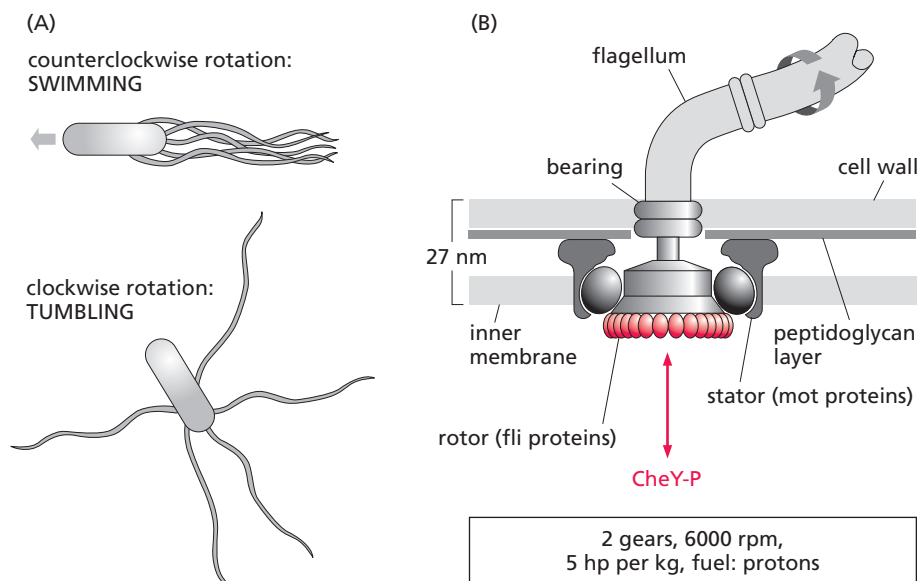 (A)
counterclockwise rotation:
SWIMMING
clockwise rotation:
TUMBLING
(B)
flagellum
bearing
cell wall
27 nm
inner
membrane
peptidoglycan
layer
stator (mot proteins)
rotor (fli proteins)
CheY-P
2 gears, 6000 rpm,
5 hp per kg, fuel: protons